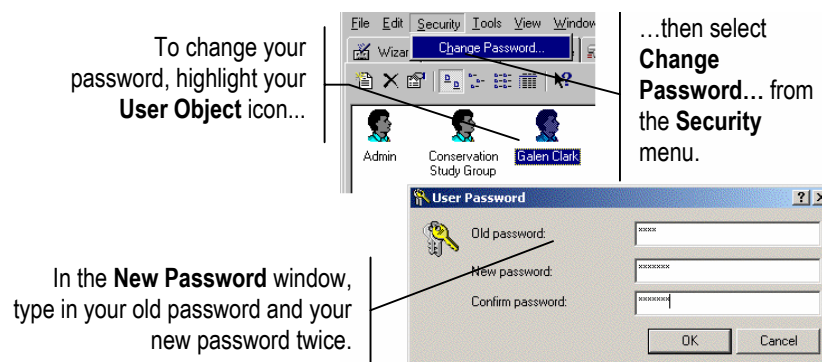 To change your
password, highlight your
User Object icon...
File Edit Security Tools View Window
Change Password...
Wizar
Admin
Conservation
Study Group
Galen Clark
…then select
Change
Password… from
the Security
menu.
In the New Password window,
type in your old password and your
new password twice.
User Password
Old password:
xxxx
New password:
xxxxxxx
Confirm password:
xxxxxxx
OK Cancel